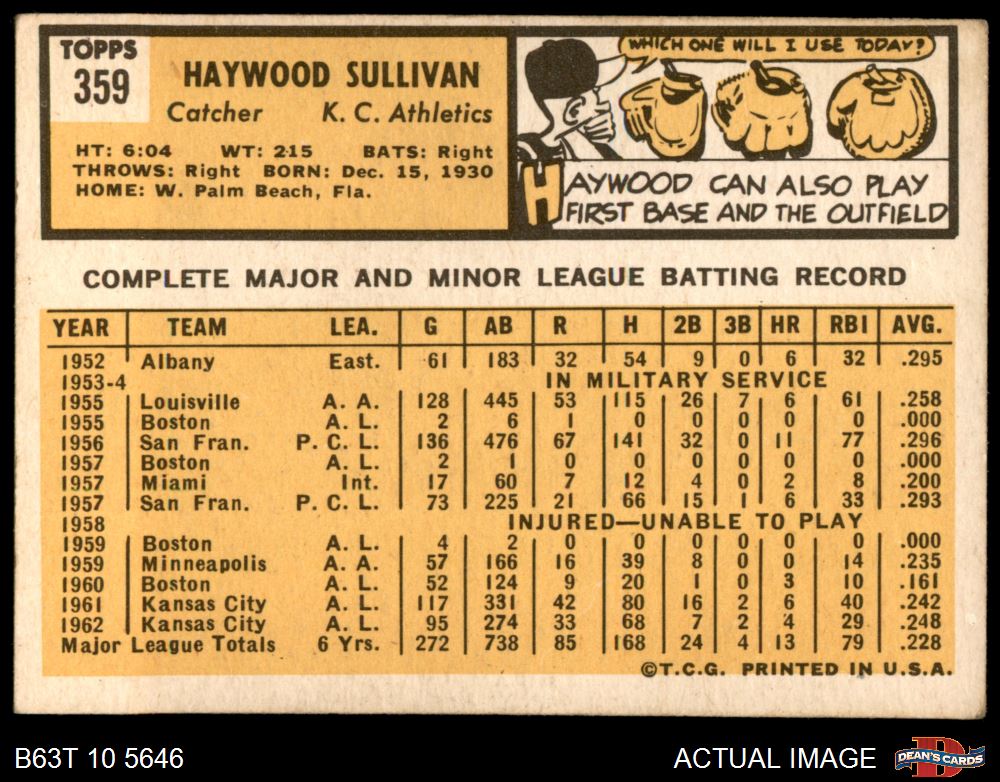 TOPPS
359
HAYWOOD SULLIVAN
Catcher K. C. Athletics
HT: 6:04 WT: 215 BATS: Right
THROWS: Right BORN: Dec. 15, 1930
HOME: W. Palm Beach, Fla.
WHICH ONE WILL I USE TODAY?
HAYWOOD CAN ALSO PLAY
FIRST BASE AND THE OUTFIELD
COMPLETE MAJOR AND MINOR LEAGUE BATTING RECORD
YEAR TEAM LEA. G AB R H 2B 3B HR RBI AVG.
1952 Albany East. 61 183 32 54 9 0 6 32 .295
1953-4 IN MILITARY SERVICE
1955 Louisville A. A. 128 445 53 115 26 7 6 61 .258
1955 Boston A. L. 2 6 1 0 0 0 0 0 .000
1956 San Fran. P. C. L. 136 476 67 141 32 0 11 77 .296
1957 Boston A. L. 2 1 0 0 0 0 0 0 .000
1957 Miami Int. 17 60 7 12 4 0 2 8 .200
1957 San Fran. P. C. L. 73 225 21 66 15 1 6 33 .293
1958 INJURED—UNABLE TO PLAY
1959 Boston A. L. 4 2 0 0 0 0 0 0 .000
1959 Minneapolis A. A. 57 166 16 39 8 0 0 14 .235
1960 Boston A. L. 52 124 9 20 1 0 3 10 .161
1961 Kansas City A. L. 117 331 42 80 16 2 6 40 .242
1962 Kansas City A. L. 95 274 33 68 7 2 4 29 .248
Major League Totals 6 Yrs. 272 738 85 168 24 4 13 79 .228
©T.C.G. PRINTED IN U.S.A.
B63T 10 5646 ACTUAL IMAGE D DEAN'S CARDS